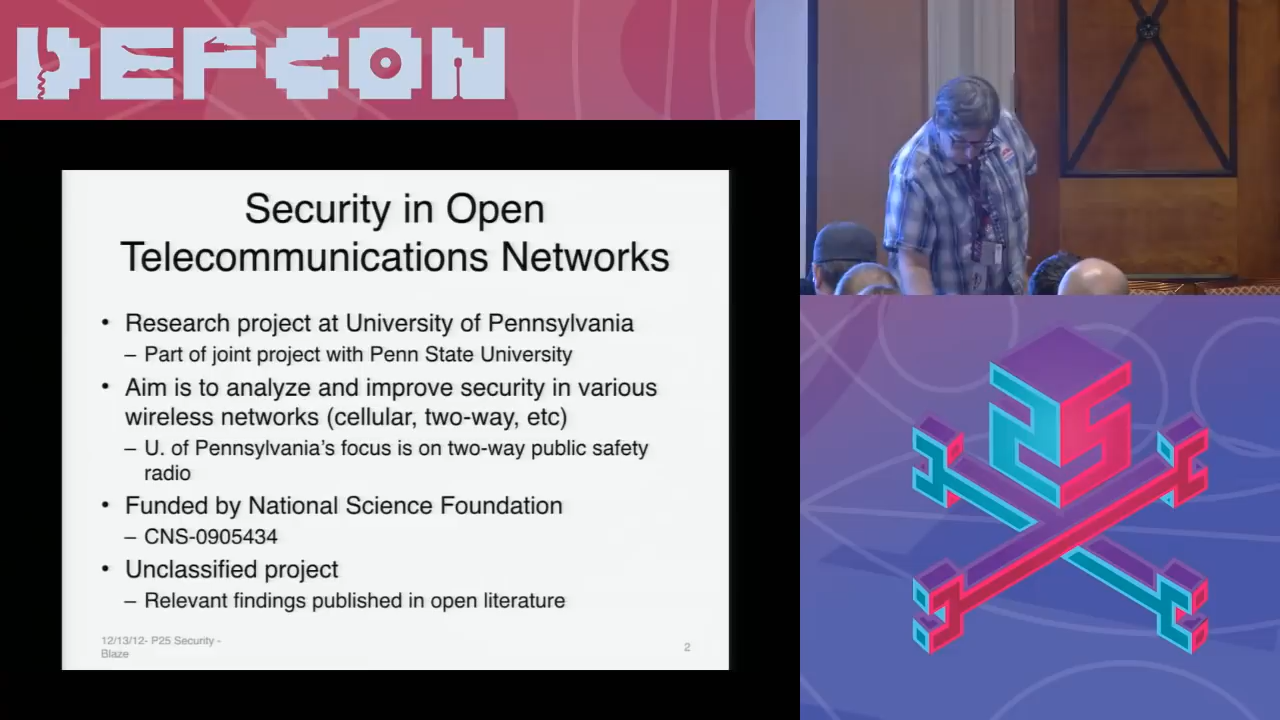 DEFCON
Security in Open
Telecommunications Networks
• Research project at University of Pennsylvania
– Part of joint project with Penn State University
• Aim is to analyze and improve security in various
wireless networks (cellular, two-way, etc)
– U. of Pennsylvania's focus is on two-way public safety
radio
• Funded by National Science Foundation
– CNS-0905434
• Unclassified project
– Relevant findings published in open literature
12/13/12- P25 Security -
Blaze
2
25